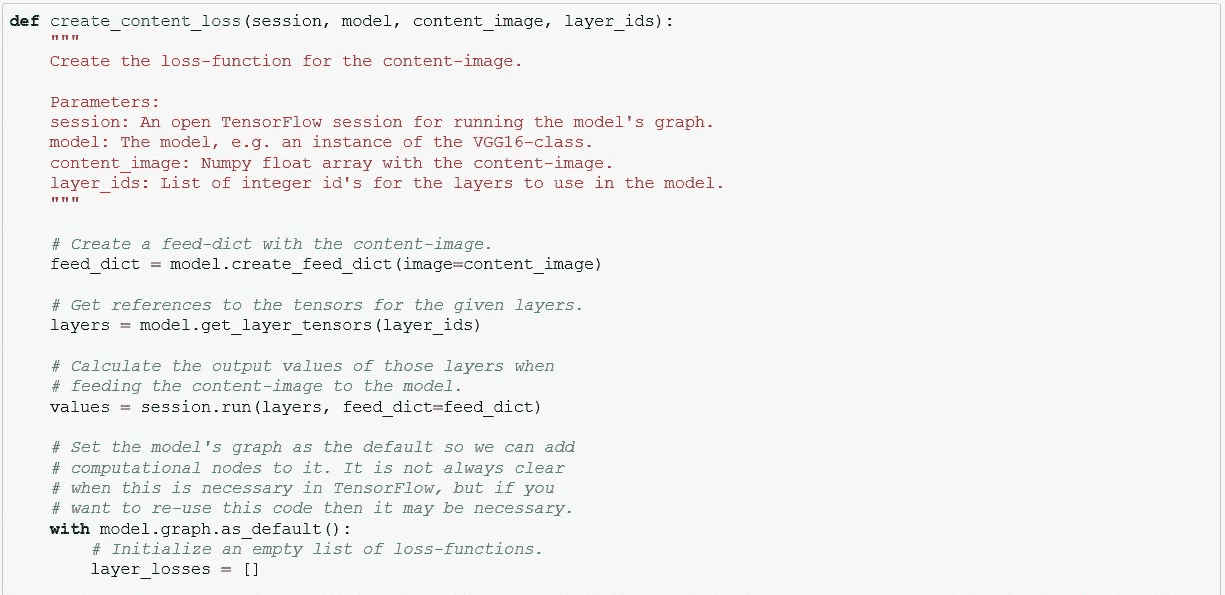 def create_content_loss(session, model, content_image, layer_ids):
    """
    Create the loss-function for the content-image.

    Parameters:
    session: An open TensorFlow session for running the model's graph.
    model: The model, e.g. an instance of the VGG16-class.
    content_image: Numpy float array with the content-image.
    layer_ids: List of integer id's for the layers to use in the model.
    """

    # Create a feed-dict with the content-image.
    feed_dict = model.create_feed_dict(image=content_image)

    # Get references to the tensors for the given layers.
    layers = model.get_layer_tensors(layer_ids)

    # Calculate the output values of those layers when
    # feeding the content-image to the model.
    values = session.run(layers, feed_dict=feed_dict)

    # Set the model's graph as the default so we can add
    # computational nodes to it. It is not always clear
    # when this is necessary in TensorFlow, but if you
    # want to re-use this code then it may be necessary.
    with model.graph.as_default():
        # Initialize an empty list of loss-functions.
        layer_losses = []